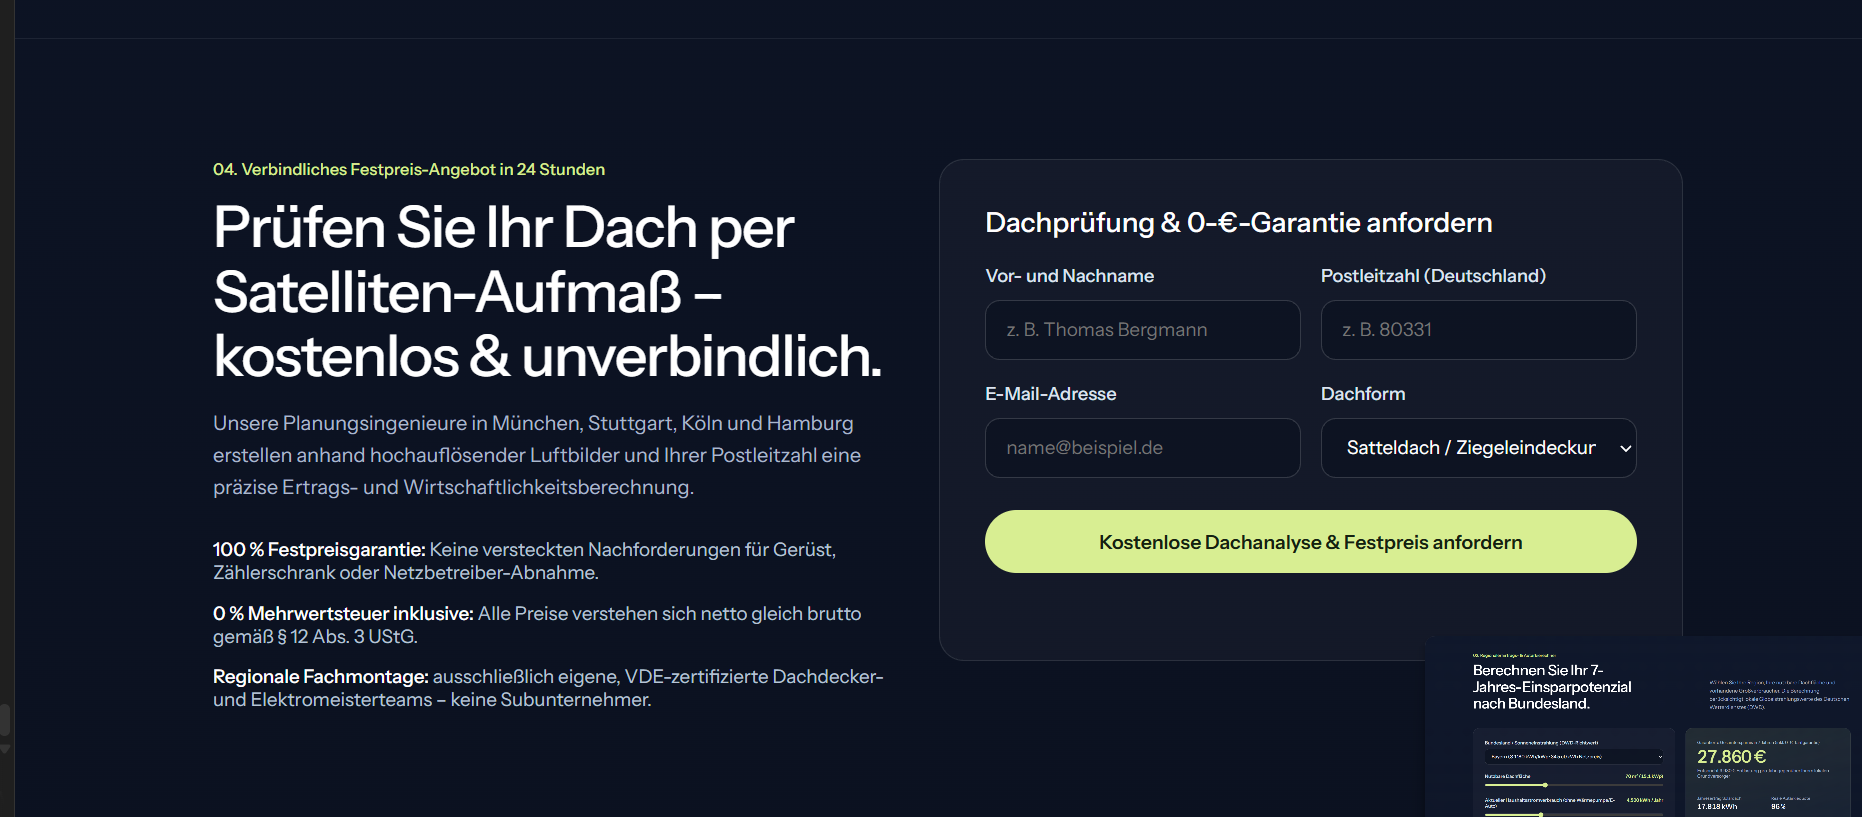 04. Verbindliches Festpreis-Angebot in 24 Stunden
Prüfen Sie Ihr Dach per
Satelliten-Aufmaß –
kostenlos & unverbindlich.
Unsere Planungsingenieure in München, Stuttgart, Köln und Hamburg
erstellen anhand hochauflösender Luftbilder und Ihrer Postleitzahl eine
präzise Ertrags- und Wirtschaftlichkeitsberechnung.
100 % Festpreisgarantie: Keine versteckten Nachforderungen für Gerüst,
Zählerschrank oder Netzbetreiber-Abnahme.
0 % Mehrwertsteuer inklusive: Alle Preise verstehen sich netto gleich brutto
gemäß § 12 Abs. 3 UStG.
Regionale Fachmontage: ausschließlich eigene, VDE-zertifizierte Dachdecker-
und Elektromeisterteams – keine Subunternehmer.
Dachprüfung & 0-€-Garantie anfordern
Vor- und Nachname
Postleitzahl (Deutschland)
z. B. Thomas Bergmann
z. B. 80331
E-Mail-Adresse
Dachform
name@beispiel.de
Satteldach / Ziegeleindeckur
Kostenlose Dachanalyse & Festpreis anfordern
Berechnen Sie Ihr 7-
Jahres-Einsparpotenzial
nach Bundesland.
Nutzbare Dachfläche
27.860 €
17.818 kWh
86 %